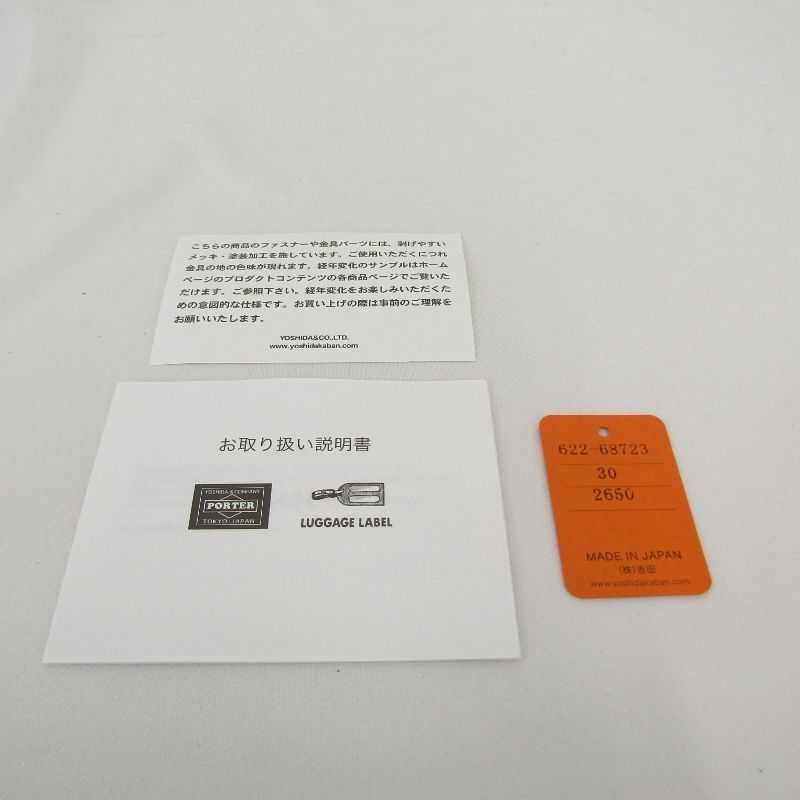 こちらの商品のファスナーや金具パーツには、剥げやすい
メッキ・塗装加工を施しています。ご使用いただくにつれ
金具の地の色味が現れます。経年変化のサンプルはホーム
ページのプロダクトコンテンツの各商品ページでご覧いた
だけます。ご参照下さい。経年変化をお楽しみいただくた
めの意図的な仕様です。お買い上げの際は事前のご理解を
お願いいたします。
YOSHIDA&CO.,LTD.
www.yoshidakaban.com
お取り扱い説明書
YOSHIDA & COMPANY
PORTER
TOKYO-JAPAN
LUGGAGE LABEL
622-68723
30
2650
MADE IN JAPAN
(株)吉田
www.yoshidakaban.com